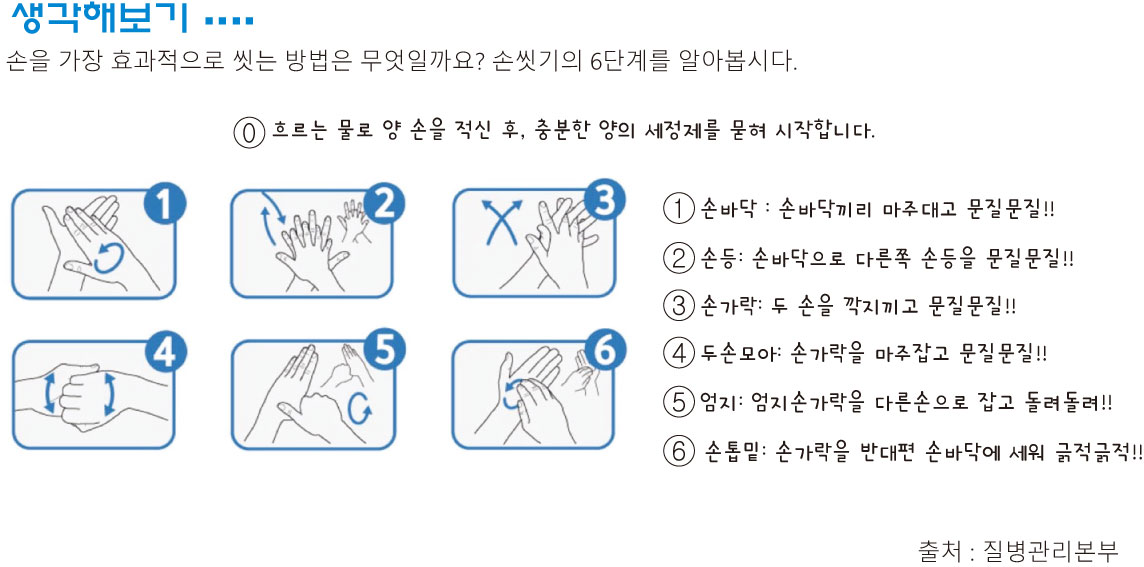 생각해보기 ....
손을 가장 효과적으로 씻는 방법은 무엇일까요? 손씻기의 6단계를 알아봅시다.
⓪ 흐르는 물로 양 손을 적신 후, 충분한 양의 세정제를 묻혀 시작합니다.
1
2
3
① 손바닥 : 손바닥끼리 마주대고 문질문질!!
② 손등: 손바닥으로 다른쪽 손등을 문질문질!!
③ 손가락: 두 손을 깍지끼고 문질문질!!
4
5
6
④ 두손모아: 손가락을 마주잡고 문질문질!!
⑤ 엄지: 엄지손가락을 다른손으로 잡고 돌려돌려!!
⑥ 손톱밑: 손가락을 반대편 손바닥에 세워 긁적긁적!!
출처 : 질병관리본부